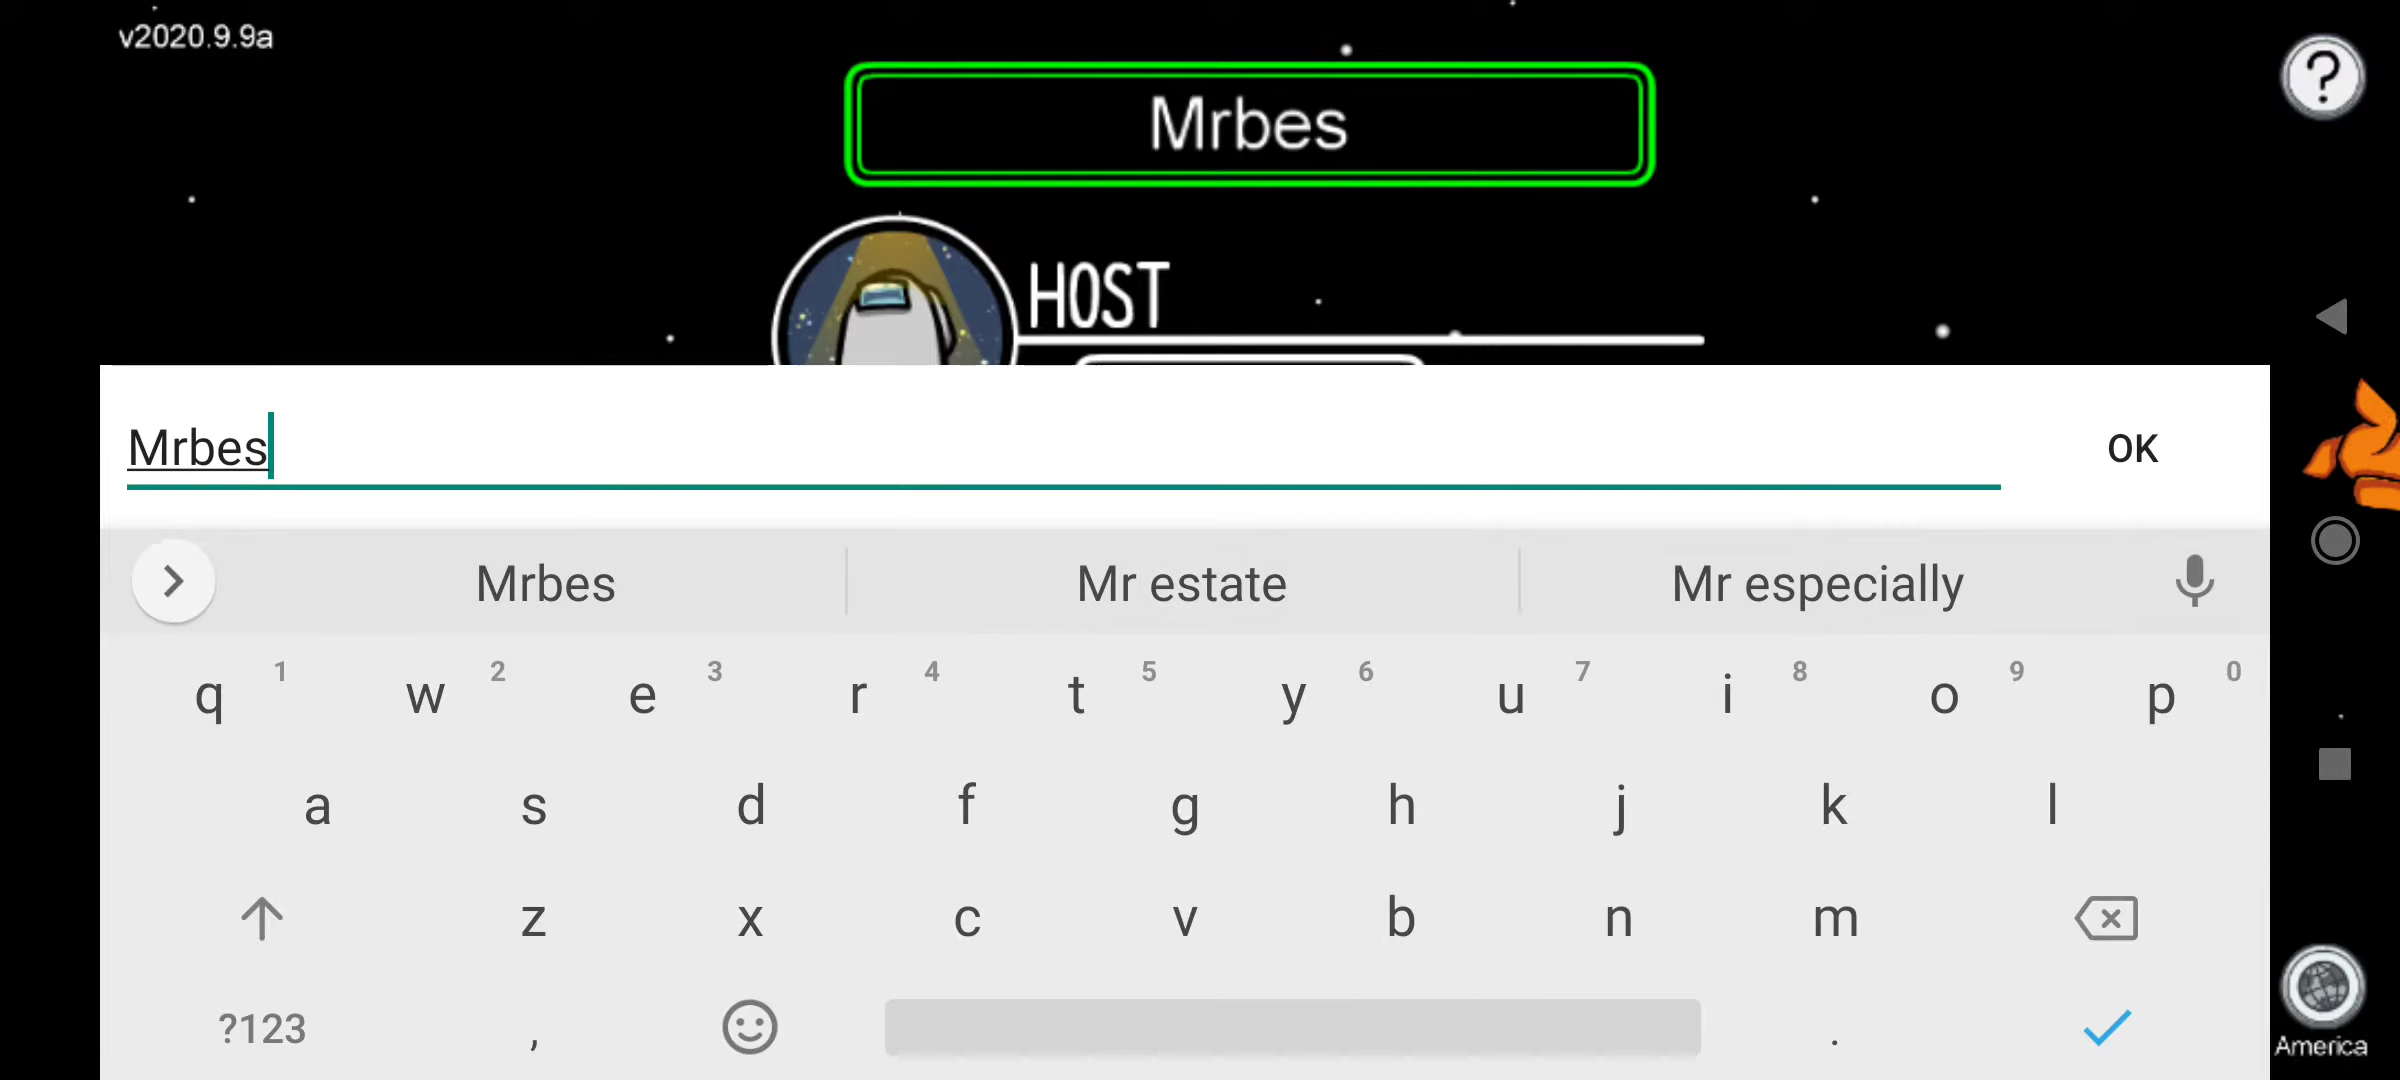 v2020.9.9a
?
Mrbes
HOST
Mrbes OK
Mrbes Mr estate Mr especially
q 1 w 2 e 3 r 4 t 5 y 6 u 7 i 8 o 9 p 0
a s d f g h j k l
z x c v b n m
?123 , .
America